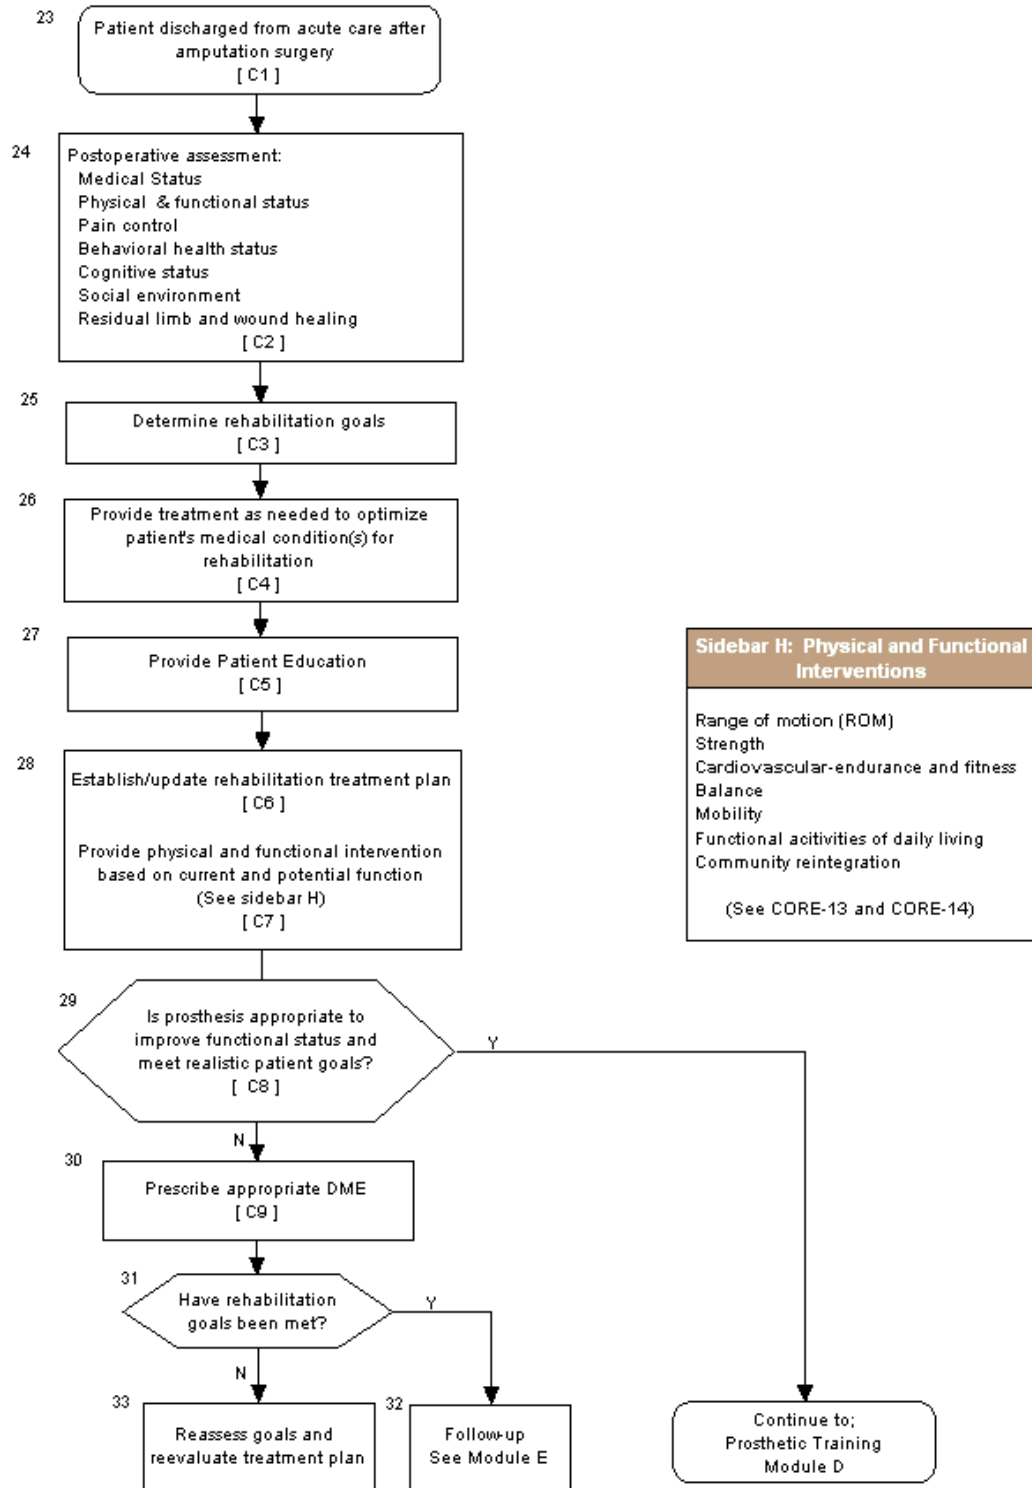 23
Patient discharged from acute care after
amputation surgery
[ C1 ]
24
Postoperative assessment:
Medical Status
Physical & functional status
Pain control
Behavioral health status
Cognitive status
Social environment
Residual limb and wound healing
[ C2 ]
25
Determine rehabilitation goals
[ C3 ]
26
Provide treatment as needed to optimize
patient's medical condition(s) for
rehabilitation
[ C4 ]
27
Provide Patient Education
[ C5 ]
28
Establish/update rehabilitation treatment plan
[ C6 ]
Provide physical and functional intervention
based on current and potential function
(See sidebar H)
[ C7 ]
Sidebar H: Physical and Functional
Interventions
Range of motion (ROM)
Strength
Cardiovascular-endurance and fitness
Balance
Mobility
Functional acitivities of daily living
Community reintegration
(See CORE-13 and CORE-14)
29
Is prosthesis appropriate to
improve functional status and
meet realistic patient goals?
[ C8 ]
Y
N
30
Prescribe appropriate DME
[ C9 ]
31
Have rehabilitation
goals been met?
Y
N
33
Reassess goals and
reevaluate treatment plan
32
Follow-up
See Module E
Continue to;
Prosthetic Training
Module D